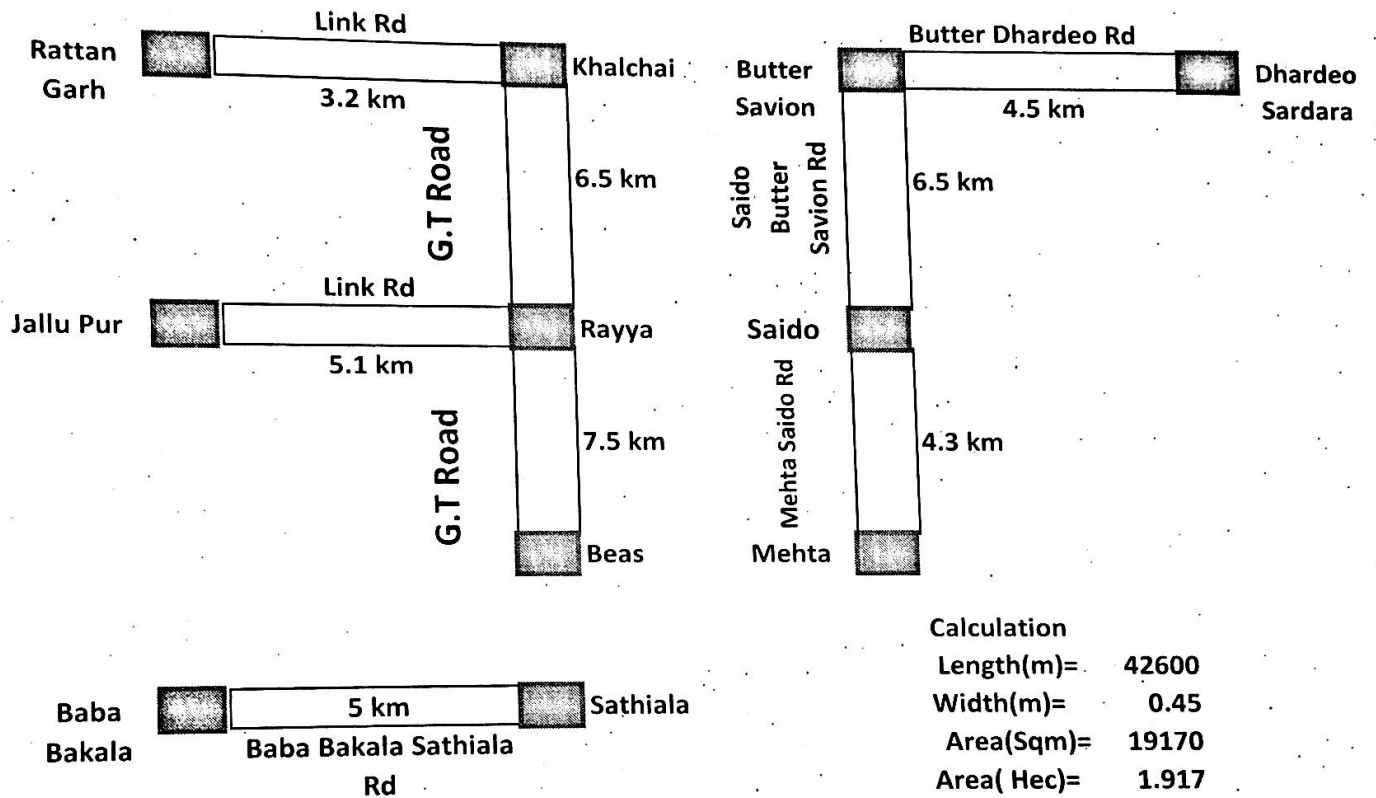 Link Rd
Rattan
Garh
Khalchai
3.2 km
G.T Road
6.5 km
Link Rd
Jallu Pur
Rayya
5.1 km
G.T Road
7.5 km
Beas
Baba
Bakala
5 km
Sathiala
Baba Bakala Sathiala
Rd
Butter Dhardeo Rd
Butter
Savion
Dhardeo
Sardara
4.5 km
Saido
Butter
Savion Rd
6.5 km
Saido
Mehta Saido Rd
4.3 km
Mehta
Calculation
Length(m)= 42600
Width(m)= 0.45
Area(Sqm)= 19170
Area( Hec)= 1.917